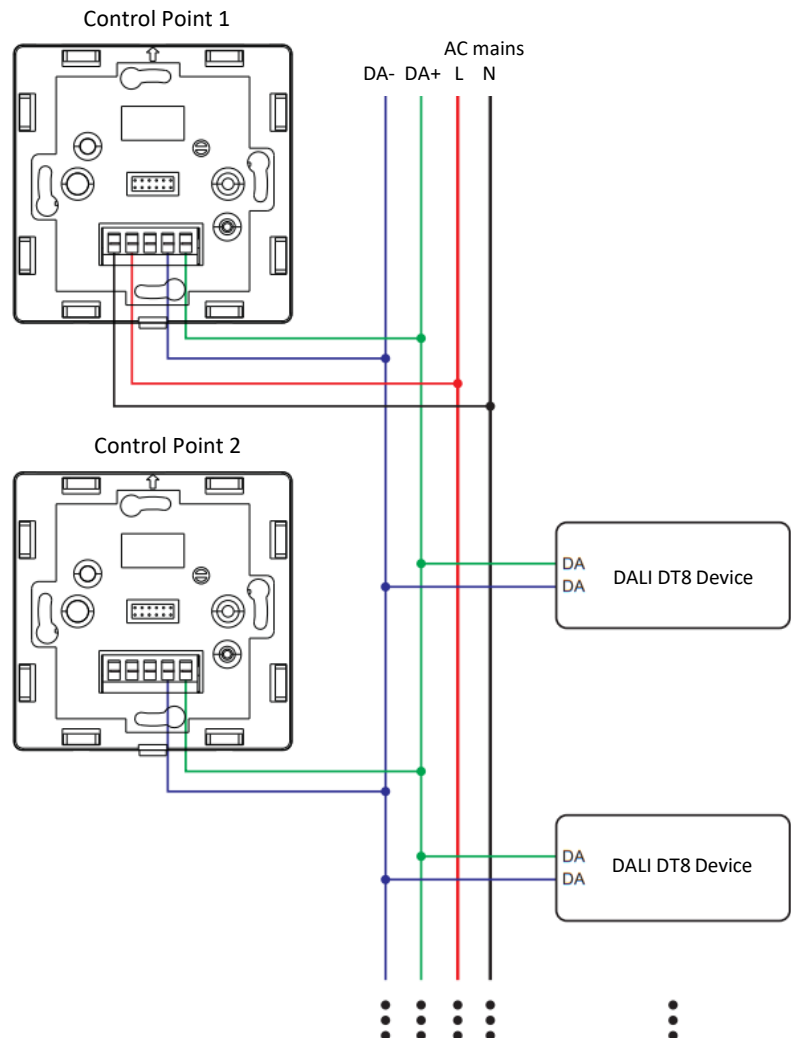 Control Point 1
AC mains
DA- DA+ L N
Control Point 2
DA
DA
DALI DT8 Device
DA
DA
DALI DT8 Device